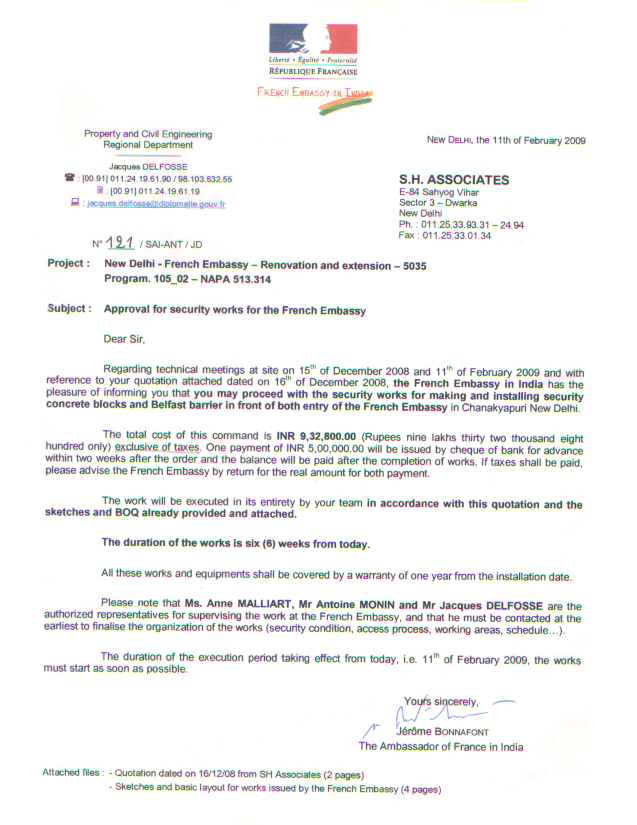 Liberté • Égalité • Fraternité
RÉPUBLIQUE FRANÇAISE
FRENCH EMBASSY IN INDIA
Property and Civil Engineering
Regional Department
NEW DELHI, the 11th of February 2009
Jacques DELFOSSE
: [00.91] 011.24.19.61.90 / 98.103.532.55
: [00.91] 011.24.19.61.19
: jacques.delfosse@diplomatie.gouv.fr
S.H. ASSOCIATES
E-84 Sahyog Vihar
Sector 3 – Dwarka
New Delhi
Ph. : 011.25.33.93.31 – 24.94
Fax : 011.25.33.01.34
N° 121 / SAI-ANT / JD
Project : New Delhi - French Embassy – Renovation and extension – 5035
Program. 105_02 – NAPA 513.314
Subject : Approval for security works for the French Embassy
Dear Sir,
Regarding technical meetings at site on 15th of December 2008 and 11th of February 2009 and with
reference to your quotation attached dated on 16th of December 2008, the French Embassy in India has the
pleasure of informing you that you may proceed with the security works for making and installing security
concrete blocks and Belfast barrier in front of both entry of the French Embassy in Chanakyapuri New Delhi.
The total cost of this command is INR 9,32,800.00 (Rupees nine lakhs thirty two thousand eight
hundred only) exclusive of taxes. One payment of INR 5,00,000.00 will be issued by cheque of bank for advance
within two weeks after the order and the balance will be paid after the completion of works. If taxes shall be paid,
please advise the French Embassy by return for the real amount for both payment.
The work will be executed in its entirety by your team in accordance with this quotation and the
sketches and BOQ already provided and attached.
The duration of the works is six (6) weeks from today.
All these works and equipments shall be covered by a warranty of one year from the installation date.
Please note that Ms. Anne MALLIART, Mr Antoine MONIN and Mr Jacques DELFOSSE are the
authorized representatives for supervising the work at the French Embassy, and that he must be contacted at the
earliest to finalise the organization of the works (security condition, access process, working areas, schedule...).
The duration of the execution period taking effect from today, i.e. 11th of February 2009, the works
must start as soon as possible.
Yours sincerely,
Jérôme BONNAFONT
The Ambassador of France in India
Attached files : - Quotation dated on 16/12/08 from SH Associates (2 pages)
- Sketches and basic layout for works issued by the French Embassy (4 pages)